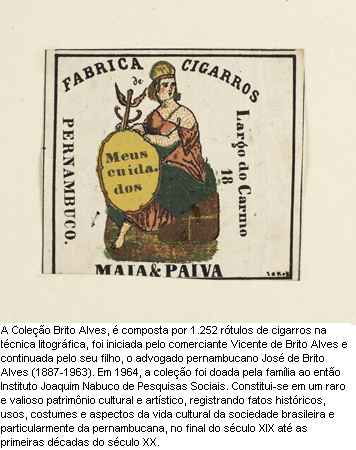 FABRICA de CIGARROS
PERNAMBUCO.
Largo do Carmo
18
Meus
cuida.
dos
MAIA & PAIVA
A Coleção Brito Alves, é composta por 1.252 rótulos de cigarros na
técnica litográfica, foi iniciada pelo comerciante Vicente de Brito Alves e
continuada pelo seu filho, o advogado pernambucano José de Brito
Alves (1887-1963). Em 1964, a coleção foi doada pela família ao então
Instituto Joaquim Nabuco de Pesquisas Sociais. Constitui-se em um raro
e valioso patrimônio cultural e artístico, registrando fatos históricos,
usos, costumes e aspectos da vida cultural da sociedade brasileira e
particularmente da pernambucana, no final do século XIX até as
primeiras décadas do século XX.